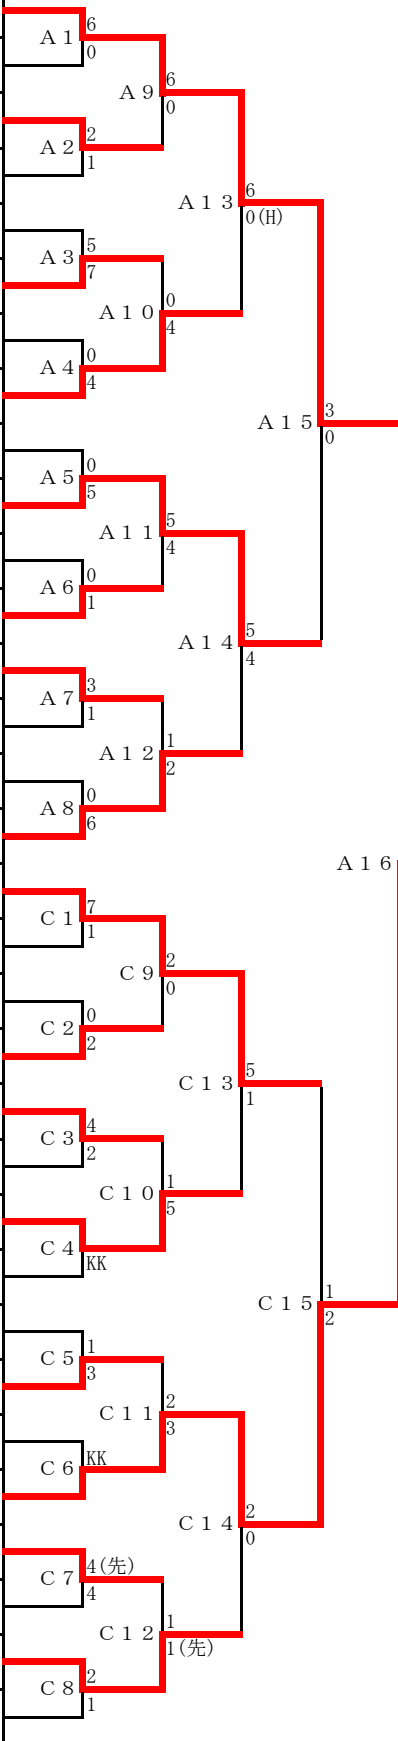 6
Ａ１
0
6
Ａ９
0
2
Ａ２
1
6
Ａ１３
0(H)
5
Ａ３
7
0
Ａ１０
4
0
Ａ４
4
3
Ａ１５
0
0
Ａ５
5
5
Ａ１１
4
0
Ａ６
1
5
Ａ１４
4
3
Ａ７
1
1
Ａ１２
2
0
Ａ８
6
Ａ１６
7
Ｃ１
1
2
Ｃ９
0
0
Ｃ２
2
5
Ｃ１３
1
4
Ｃ３
2
1
Ｃ１０
5
Ｃ４
KK
1
Ｃ１５
2
1
Ｃ５
3
2
Ｃ１１
3
KK
Ｃ６
2
Ｃ１４
0
4(先)
Ｃ７
4
1
Ｃ１２
1(先)
2
Ｃ８
1